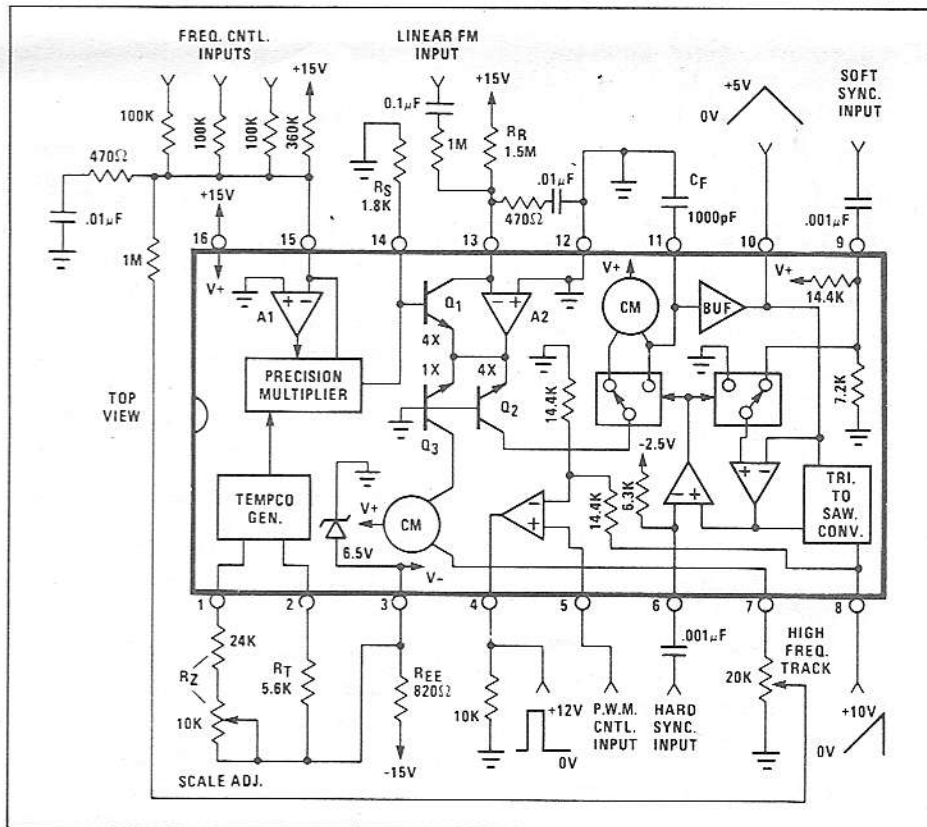 FREQ. CNTL.
INPUTS
LINEAR FM
INPUT
SOFT
SYNC.
INPUT
+15V
+15V
+5V
0V
0.1µF
100K
100K
100K
360K
1M
RR
1.5M
470Ω
.01µF
+15V
RS
1.8K
.01µF
470Ω
CF
1000pF
.001µF
1M
16
15
14
13
12
11
10
9
V+
A1
Q1
A2
V+
CM
BUF
V+
14.4K
4X
1X
4X
PRECISION
MULTIPLIER
TOP
VIEW
Q2
Q3
14.4K
7.2K
-2.5V
6.3K
TEMPCO
GEN.
V+
CM
6.5V
V-
14.4K
TRI.
TO
SAW.
CONV.
1
2
3
4
5
6
7
8
24K
RZ
10K
RT
5.6K
REE
820Ω
-15V
10K
+12V
0V
P.W.M.
CNTL.
INPUT
.001µF
HARD
SYNC.
INPUT
HIGH
FREQ.
TRACK
20K
+10V
0V
SCALE ADJ.